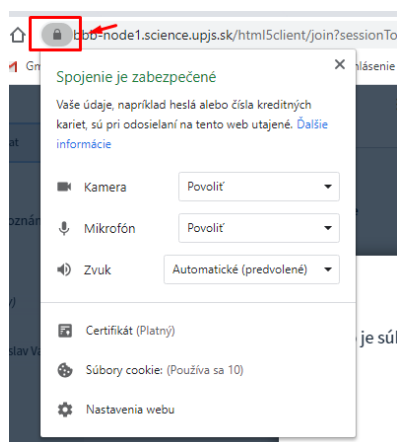 bbb-node1.science.upjs.sk/html5client/join?sessionTo
Spojenie je zabezpečené
Vaše údaje, napríklad heslá alebo čísla kreditných
kariet, sú pri odosielaní na tento web utajené. Ďalšie
informácie
Kamera Povoliť
Mikrofón Povoliť
Zvuk Automatické (predvolené)
Certifikát (Platný)
je súl
Súbory cookie: (Používa sa 10)
Nastavenia webu